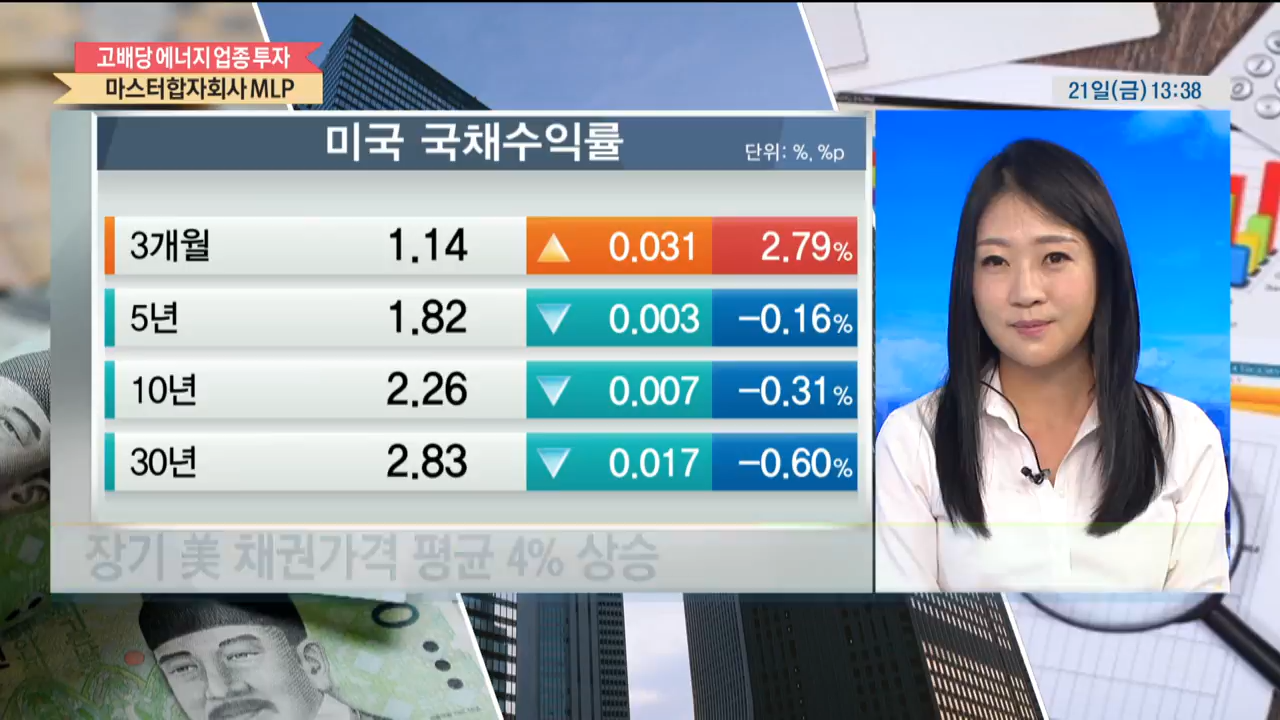 고배당 에너지 업종 투자
마스터합자회사 MLP
21일(금) 13:38
미국 국채수익률
단위: %, %p
3개월 1.14 ▲ 0.031 2.79%
5년 1.82 ▼ 0.003 -0.16%
10년 2.26 ▼ 0.007 -0.31%
30년 2.83 ▼ 0.017 -0.60%
장기 美 채권가격 평균 4% 상승